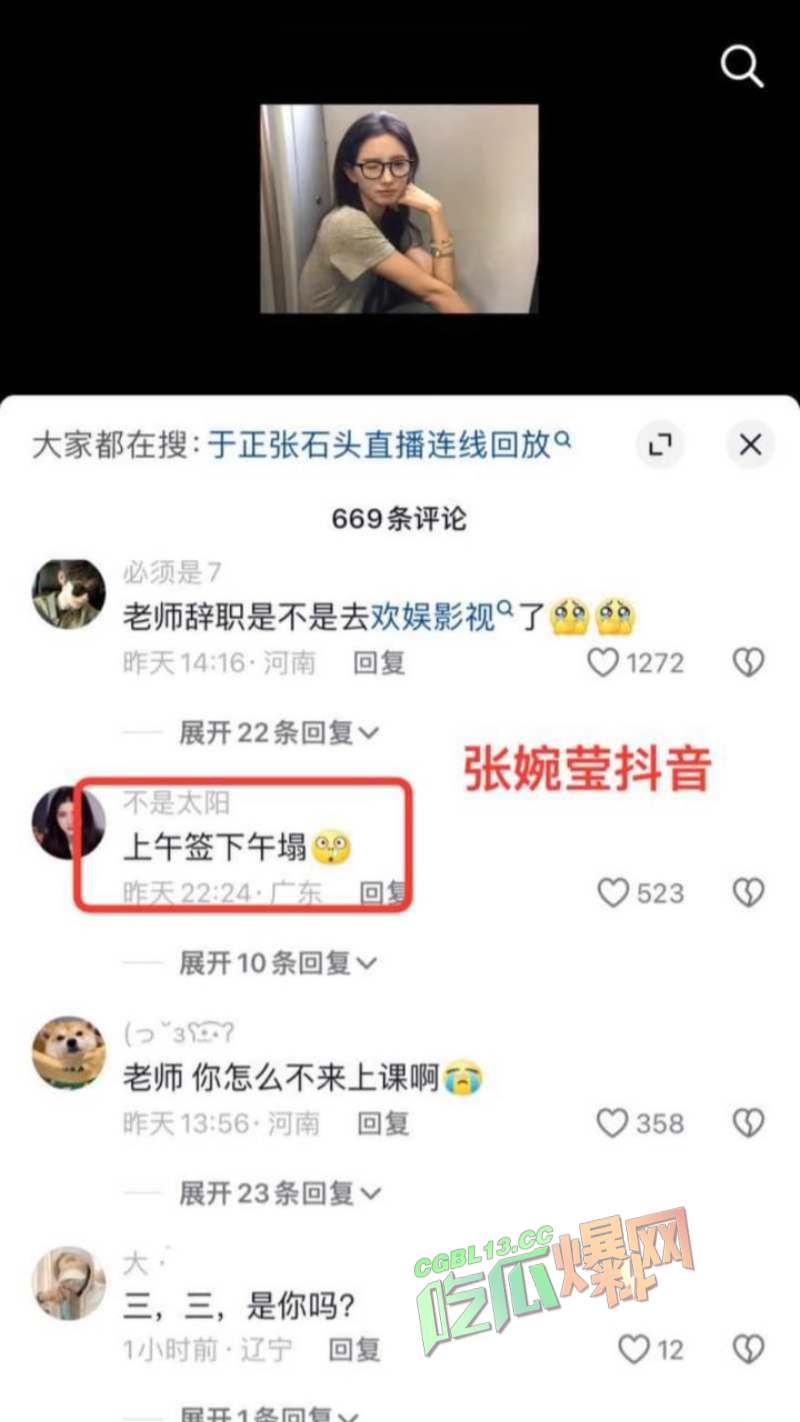 大家都在搜:于正张石头直播连线回放
669条评论
必须是7
老师辞职是不是去欢娱影视了🥹🥹
昨天14:16·河南 回复
1272
展开22条回复
张婉莹抖音
不是太阳
上午签下午塌🫢
昨天22:24·广东 回复
523
展开10条回复
老师 你怎么不来上课啊😭
昨天13:56·河南 回复
358
展开23条回复
大·
三，三，是你吗?
1小时前·辽宁 回复
12
CGBL13.CC
吃瓜爆网
展开1条回复